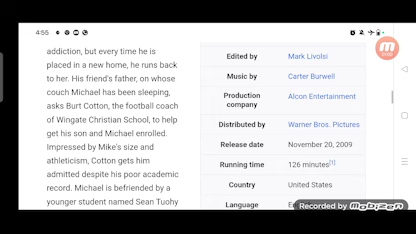 4:55
addiction, but every time he is
placed in a new home, he runs back
to her. His friend's father, on whose
couch Michael has been sleeping,
asks Burt Cotton, the football coach
of Wingate Christian School, to help
get his son and Michael enrolled.
Impressed by Mike's size and
athleticism, Cotton gets him
admitted despite his poor academic
record. Michael is befriended by a
younger student named Sean Tuohy
Edited by Mark Livolsi
Music by Carter Burwell
Production
company Alcon Entertainment
Distributed by Warner Bros. Pictures
Release date November 20, 2009
Running time 126 minutes[1]
Country United States
Language
Recorded by
MOBIZEN